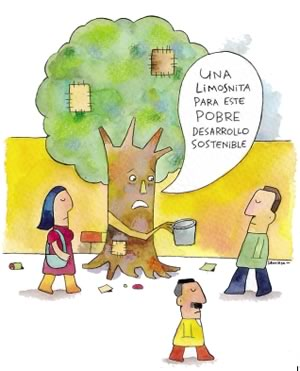 UNA
LiMOSNiTA
PARA ESTE
POBRE
DESARROLLO
SOSTENIBLE